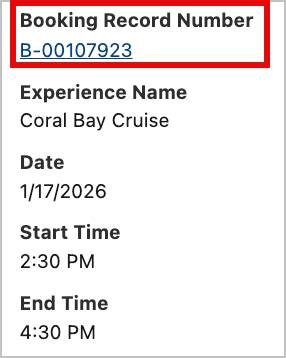 Booking Record Number
B-00107923
Experience Name
Coral Bay Cruise
Date
1/17/2026
Start Time
2:30 PM
End Time
4:30 PM